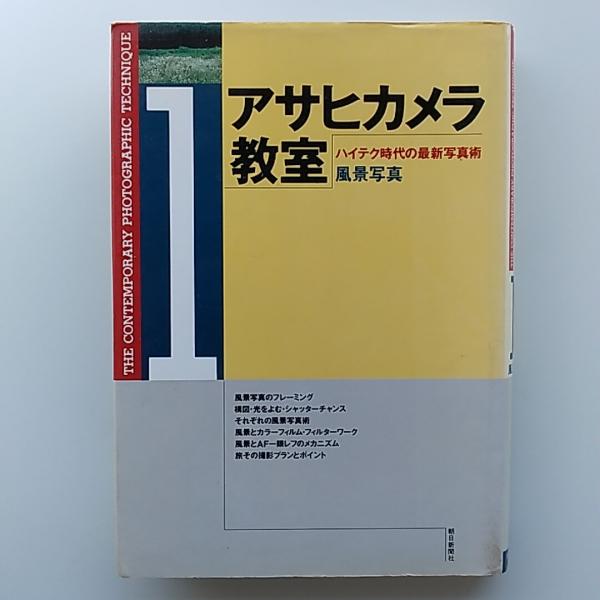 THE CONTEMPORARY PHOTOGRAPHIC TECHNIQUE
1
アサヒカメラ
教室
ハイテク時代の最新写真術
風景写真
風景写真のフレーミング
構図・光をよむ・シャッターチャンス
それぞれの風景写真術
風景とカラーフィルム・フィルターワーク
風景とAF一眼レフのメカニズム
旅その撮影プランとポイント
朝日新聞社